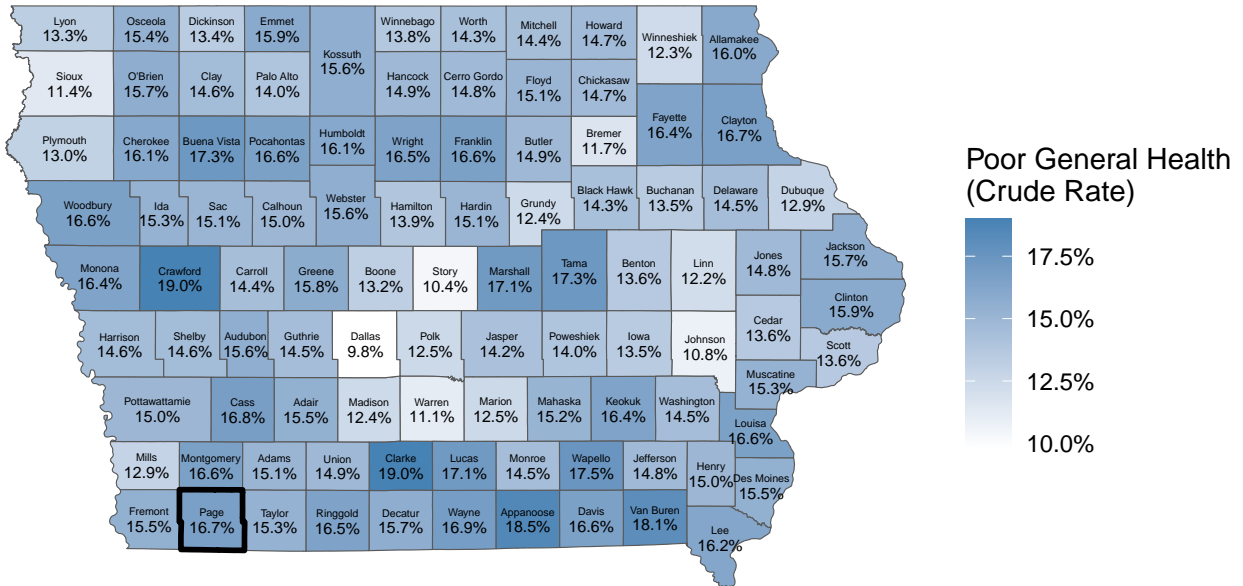 Lyon
13.3%
Osceola
15.4%
Dickinson
13.4%
Emmet
15.9%
Kossuth
15.6%
Winnebago
13.8%
Worth
14.3%
Mitchell
14.4%
Howard
14.7%
Winneshiek
12.3%
Allamakee
16.0%
Sioux
11.4%
O'Brien
15.7%
Clay
14.6%
Palo Alto
14.0%
Hancock
14.9%
Cerro Gordo
14.8%
Floyd
15.1%
Chickasaw
14.7%
Fayette
16.4%
Clayton
16.7%
Plymouth
13.0%
Cherokee
16.1%
Buena Vista
17.3%
Pocahontas
16.6%
Humboldt
16.1%
Wright
16.5%
Franklin
16.6%
Butler
14.9%
Bremer
11.7%
Woodbury
16.6%
Ida
15.3%
Sac
15.1%
Calhoun
15.0%
Webster
15.6%
Hamilton
13.9%
Hardin
15.1%
Grundy
12.4%
Black Hawk
14.3%
Buchanan
13.5%
Delaware
14.5%
Dubuque
12.9%
Monona
16.4%
Crawford
19.0%
Carroll
14.4%
Greene
15.8%
Boone
13.2%
Story
10.4%
Marshall
17.1%
Tama
17.3%
Benton
13.6%
Linn
12.2%
Jones
14.8%
Jackson
15.7%
Clinton
15.9%
Harrison
14.6%
Shelby
14.6%
Audubon
15.6%
Guthrie
14.5%
Dallas
9.8%
Polk
12.5%
Jasper
14.2%
Poweshiek
14.0%
Iowa
13.5%
Johnson
10.8%
Cedar
13.6%
Scott
13.6%
Muscatine
15.3%
Pottawattamie
15.0%
Cass
16.8%
Adair
15.5%
Madison
12.4%
Warren
11.1%
Marion
12.5%
Mahaska
15.2%
Keokuk
16.4%
Washington
14.5%
Louisa
16.6%
Mills
12.9%
Montgomery
16.6%
Adams
15.1%
Union
14.9%
Clarke
19.0%
Lucas
17.1%
Monroe
14.5%
Wapello
17.5%
Jefferson
14.8%
Henry
15.0%
Des Moines
15.5%
Fremont
15.5%
Page
16.7%
Taylor
15.3%
Ringgold
16.5%
Decatur
15.7%
Wayne
16.9%
Appanoose
18.5%
Davis
16.6%
Van Buren
18.1%
Lee
16.2%
Poor General Health
(Crude Rate)
17.5%
15.0%
12.5%
10.0%